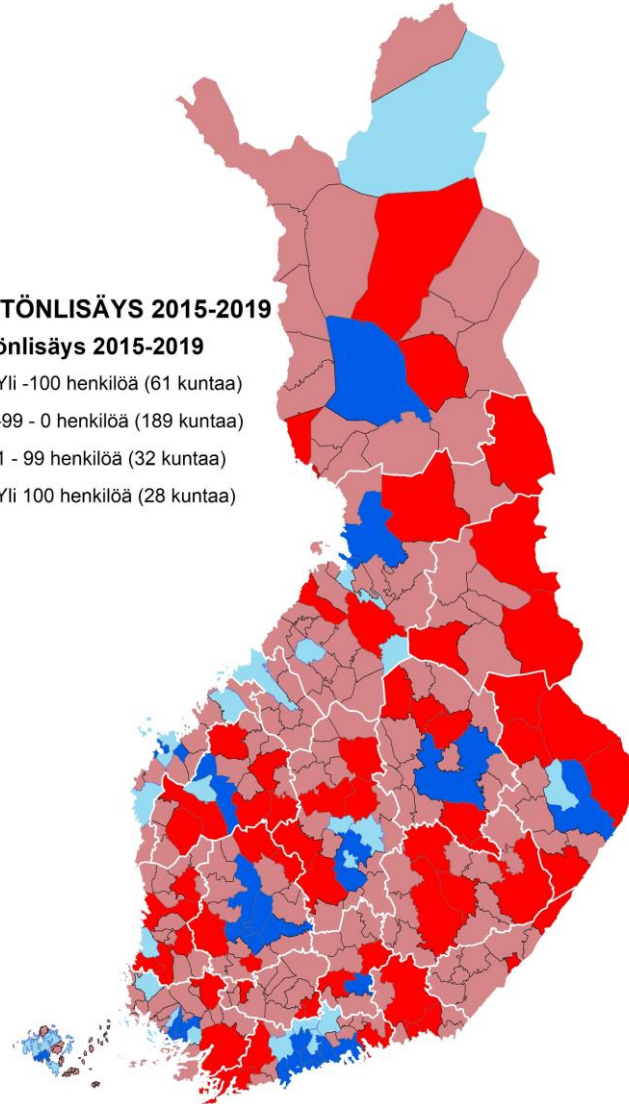 TÖNLISÄYS 2015-2019
önlisäys 2015-2019
Yli -100 henkilöä (61 kuntaa)
-99 - 0 henkilöä (189 kuntaa)
1 - 99 henkilöä (32 kuntaa)
Yli 100 henkilöä (28 kuntaa)